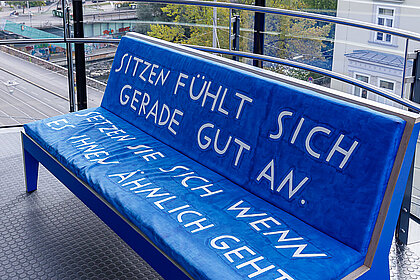 SITZEN FÜHLT SICH
GERADE GUT AN.
SETZEN SIE SICH WENN
ES IHNEN ÄHNLICH GEHT